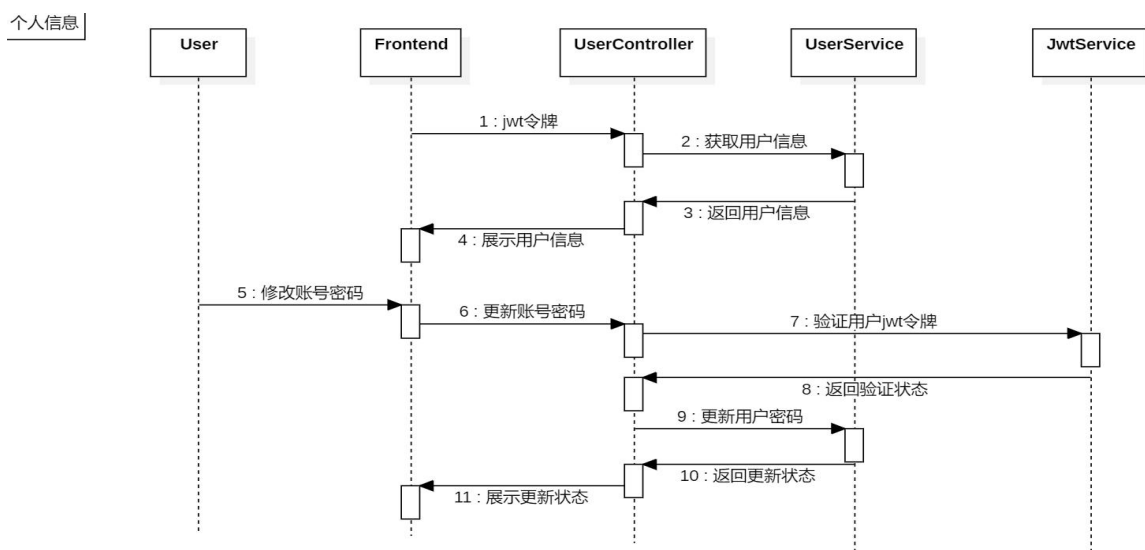 个人信息
User
Frontend
UserController
UserService
JwtService
1 : jwt令牌
2 : 获取用户信息
3 : 返回用户信息
4 : 展示用户信息
5 : 修改账号密码
6 : 更新账号密码
7 : 验证用户jwt令牌
8 : 返回验证状态
9 : 更新用户密码
10 : 返回更新状态
11 : 展示更新状态